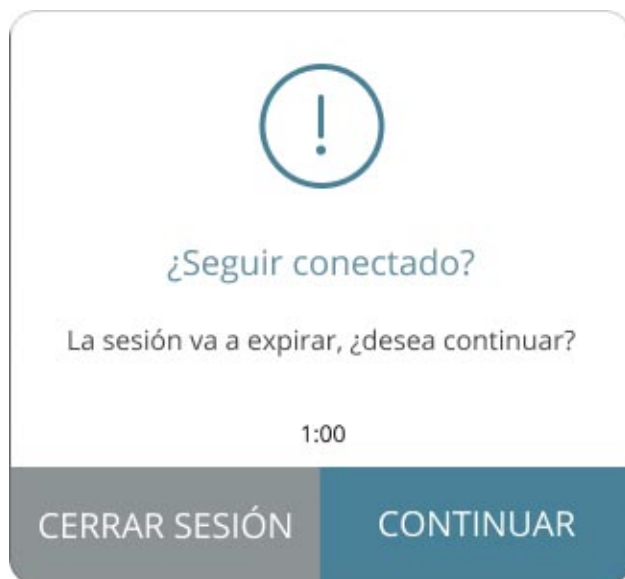 ¿Seguir conectado?
La sesión va a expirar, ¿desea continuar?
1:00
CERRAR SESIÓN
CONTINUAR